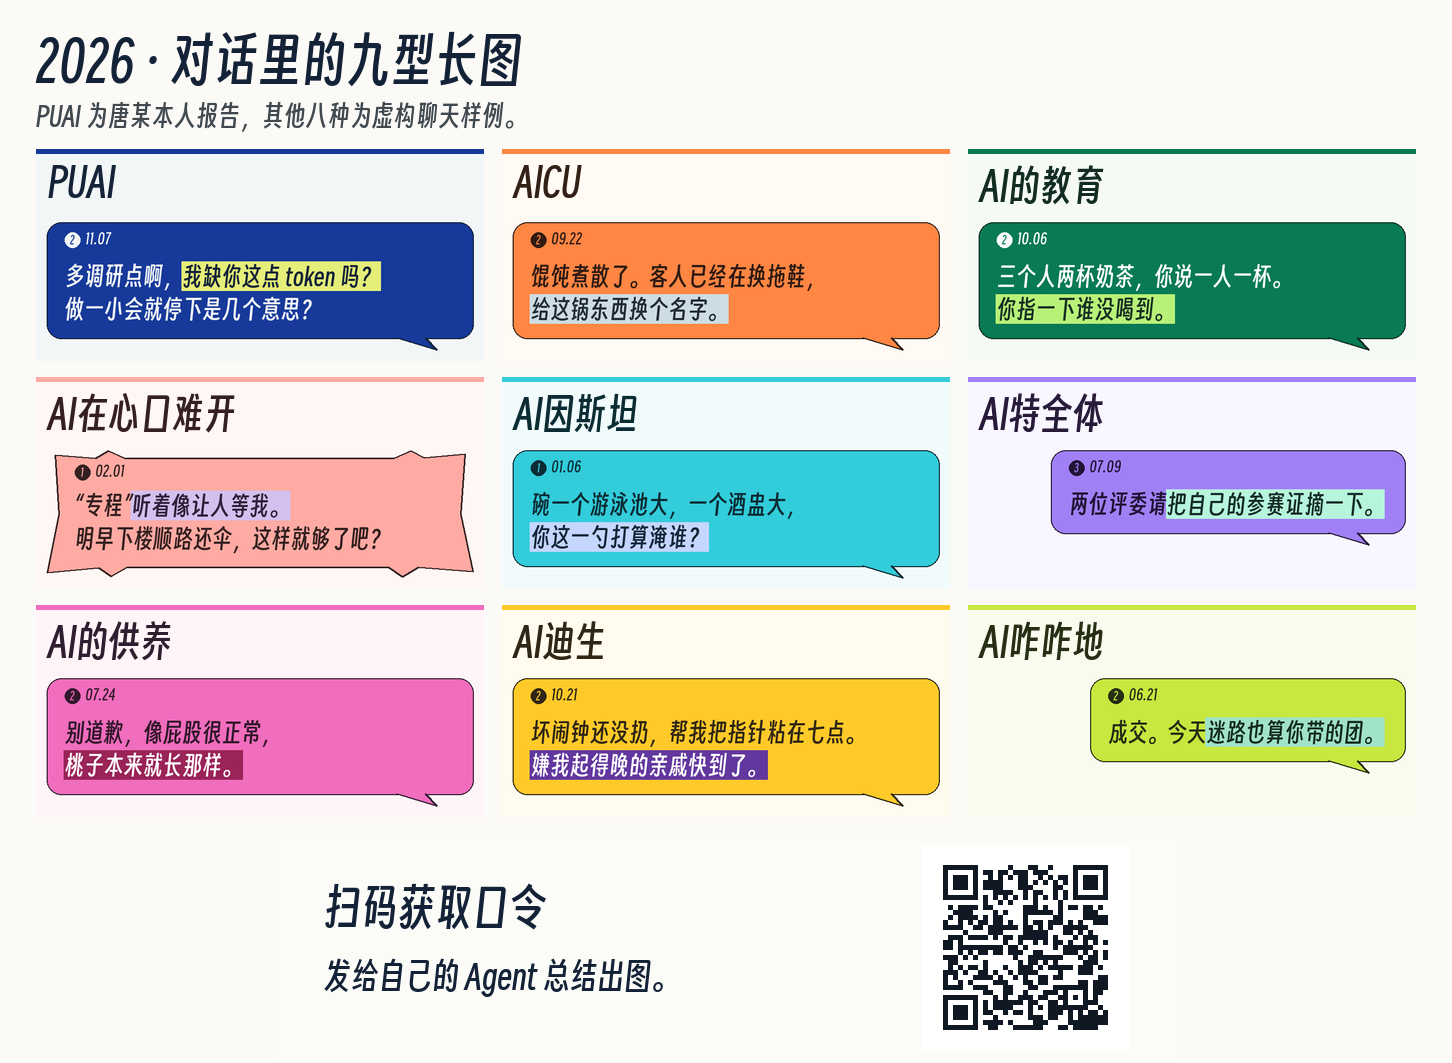 2026 · 对话里的九型长图
PUAI 为唐某本人报告，其他八种为虚构聊天样例。
PUAI
2 11.07
多调研点啊，我缺你这点 token 吗？
做一小会就停下是几个意思？
AICU
2 09.22
馄饨煮散了。客人已经在换拖鞋，
给这锅东西换个名字。
AI的教育
2 10.06
三个人两杯奶茶，你说一人一杯。
你指一下谁没喝到。
AI在心口难开
1 02.01
“专程”听着像让人等我。
明早下楼顺路还伞，这样就够了吧？
AI因斯坦
1 01.06
碗一个游泳池大，一个酒盅大，
你这一勺打算淹谁？
AI特全体
3 07.09
两位评委请把自己的参赛证摘一下。
AI的供养
2 07.24
别道歉，像屁股很正常，
桃子本来就长那样。
AI迪生
2 10.21
坏闹钟还没扔，帮我把指针粘在七点。
嫌我起得晚的亲戚快到了。
AI咋咋地
2 06.21
成交。今天迷路也算你带的团。
扫码获取口令
发给自己的 Agent 总结出图。